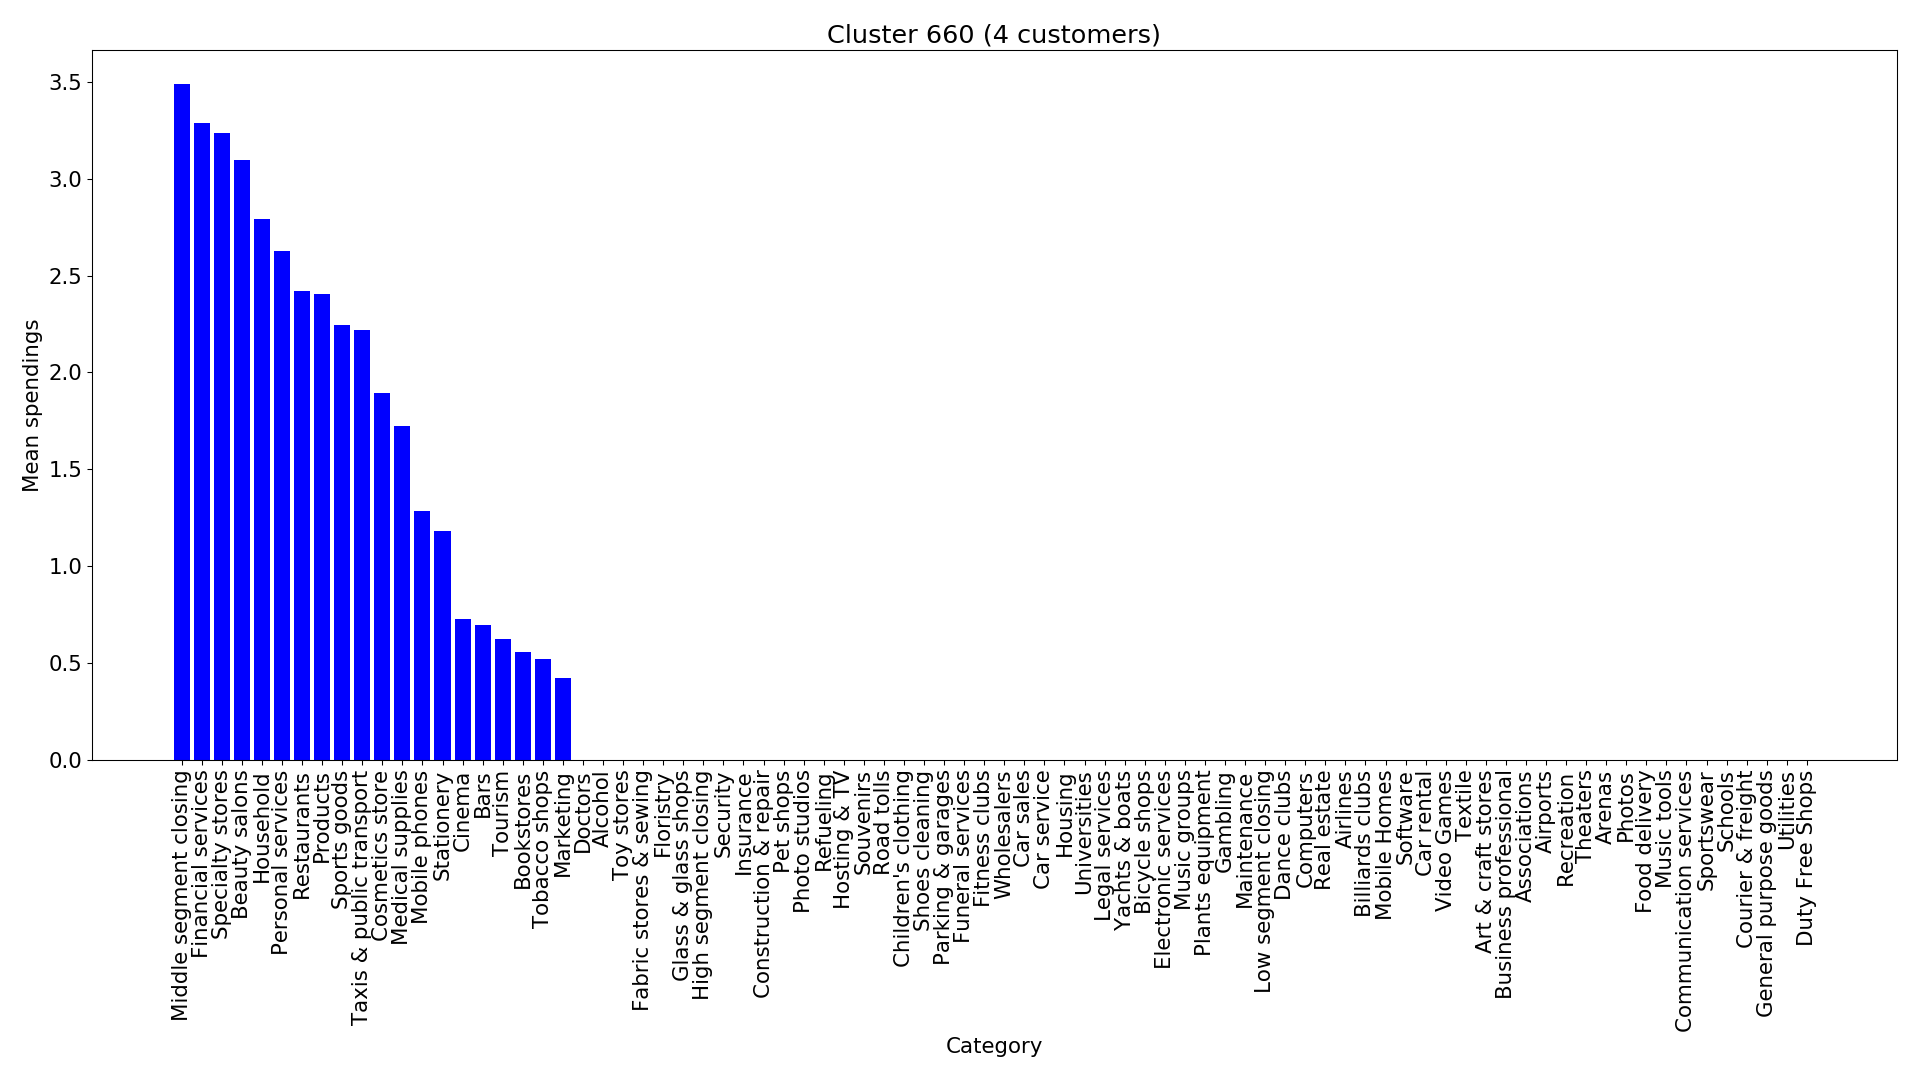 Cluster 660 (4 customers)
Mean spendings
3.5
3.0
2.5
2.0
1.5
1.0
0.5
0.0
Middle segment closing
Financial services
Specialty stores
Beauty salons
Household
Personal services
Restaurants
Products
Sports goods
Taxis & public transport
Cosmetics store
Medical supplies
Mobile phones
Stationery
Cinema
Bars
Tourism
Bookstores
Tobacco shops
Marketing
Doctors
Alcohol
Toy stores
Fabric stores & sewing
Floristry
Glass & glass shops
High segment closing
Security
Insurance
Construction & repair
Pet shops
Photo studios
Refueling
Hosting & TV
Souvenirs
Road tolls
Children's clothing
Shoes cleaning
Parking & garages
Funeral services
Fitness clubs
Wholesalers
Car sales
Car service
Housing
Universities
Legal services
Yachts & boats
Bicycle shops
Electronic services
Music groups
Plants equipment
Gambling
Maintenance
Low segment closing
Dance clubs
Computers
Real estate
Airlines
Billiards clubs
Mobile Homes
Software
Car rental
Video Games
Textile
Art & craft stores
Business professional
Associations
Airports
Recreation
Theaters
Arenas
Photos
Food delivery
Music tools
Communication services
Sportswear
Schools
Courier & freight
General purpose goods
Utilities
Duty Free Shops
Category